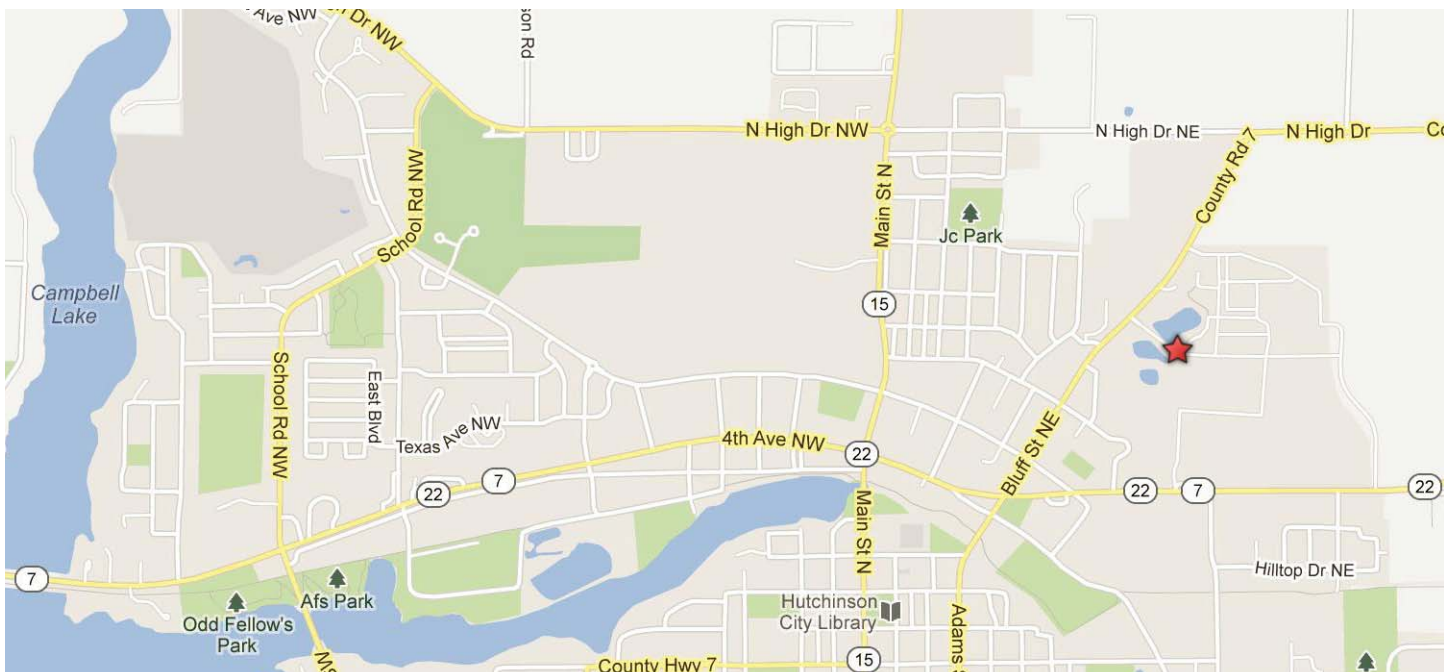 Ave NW
Dr NW
son Rd
N High Dr NW
N High Dr NE
N High Dr
County Rd 7
School Rd NW
Main St N
Jc Park
15
Campbell
Lake
School Rd NW
East Blvd
Texas Ave NW
4th Ave NW
22
Bluff St NE
22
7
22
7
22
Main St N
7
Hilltop Dr NE
Afs Park
Odd Fellow's
Park
Hutchinson
City Library
Adams
County Hwy 7
15